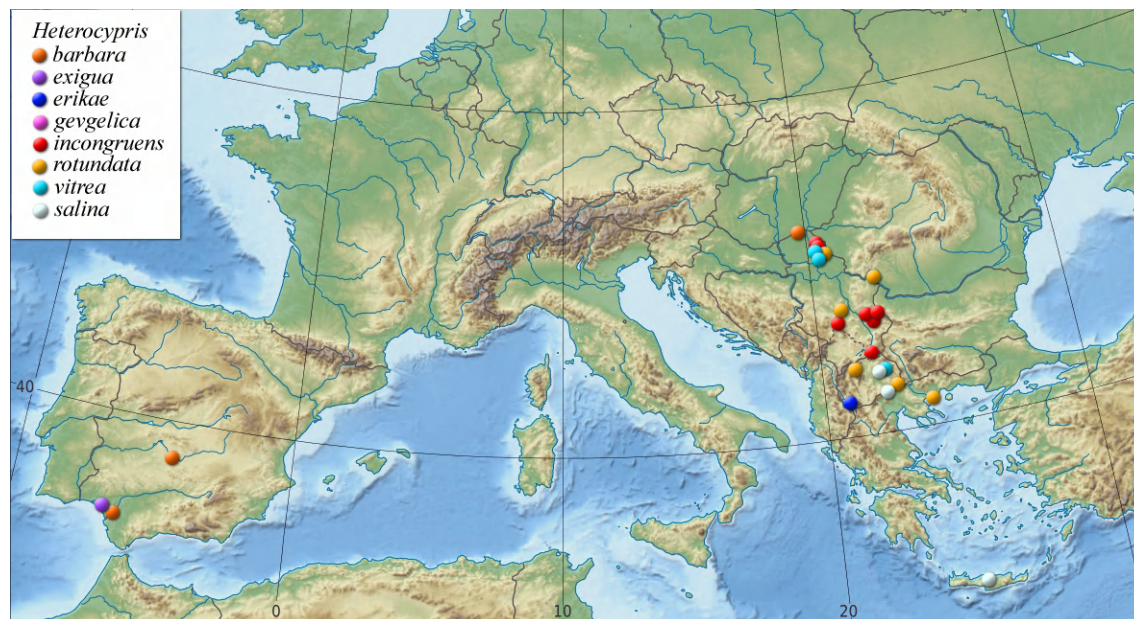 Heterocypris
barbara
exigua
erikae
gevgelica
incongruens
rotundata
vitrea
salina
40
0
10
20